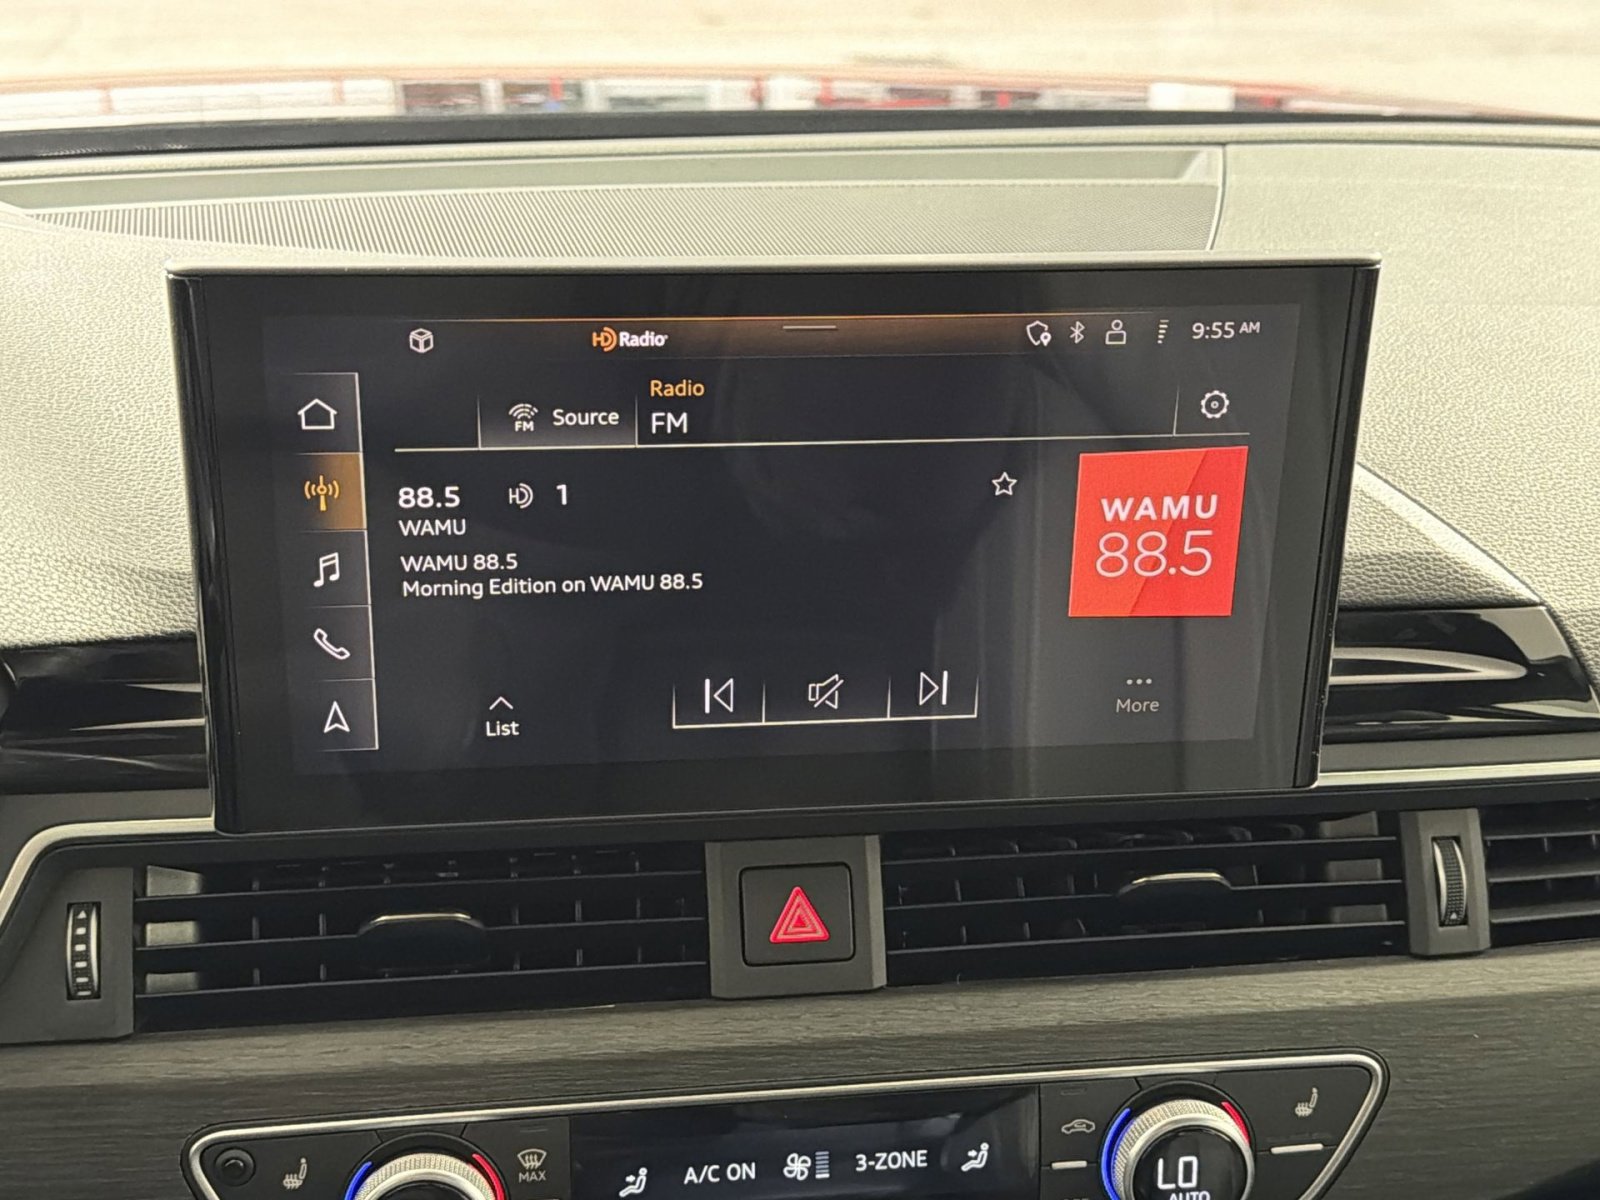 HD Radio
9:55 AM
FM Source
Radio
FM
88.5 HD 1
WAMU
WAMU 88.5
Morning Edition on WAMU 88.5
WAMU
88.5
List
More
MAX
A/C ON
3-ZONE
LO
AUTO